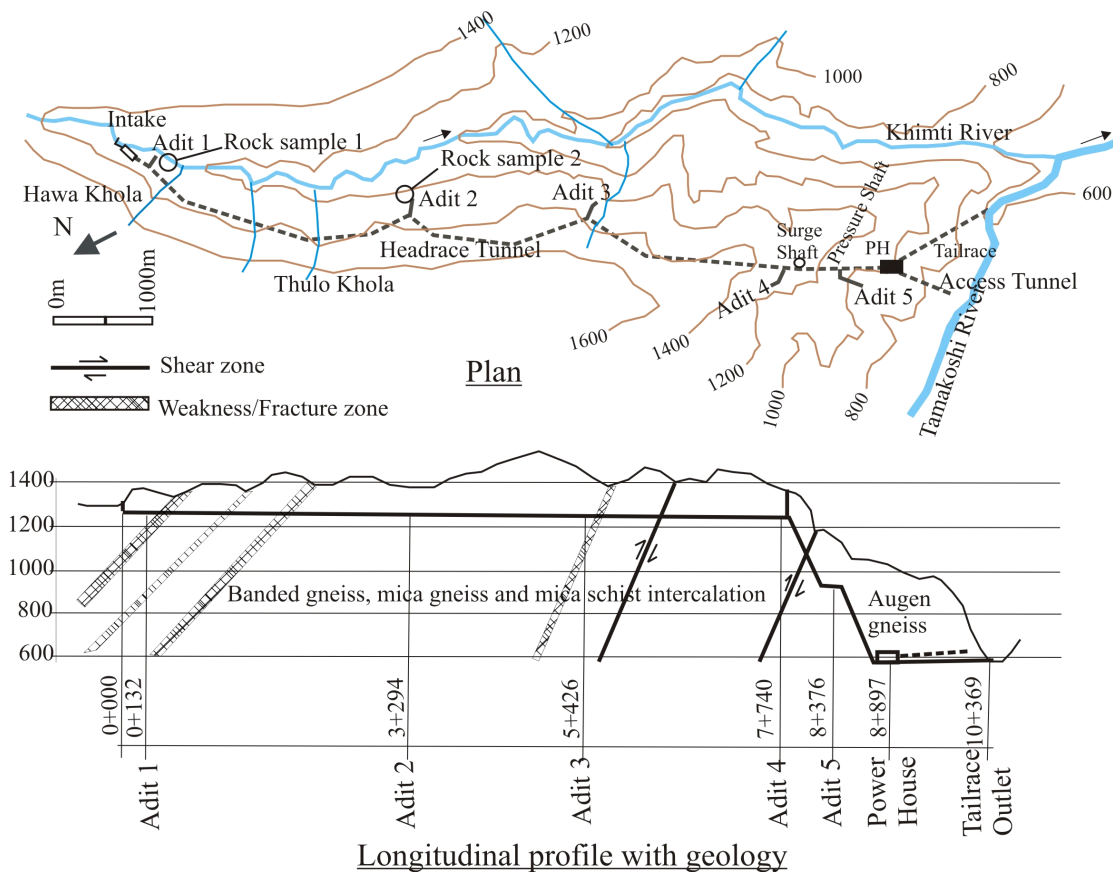 1400
1200
1000
800
600
Intake
Adit 1
Rock sample 1
Rock sample 2
Khimti River
Hawa Khola
Adit 2
Adit 3
N
Headrace Tunnel
Surge
Shaft
Pressure Shaft
PH
Tailrace
Thulo Khola
Adit 4
Adit 5
Access Tunnel
0m
1000m
1600
1400
1200
1000
800
Tamakoshi River
Shear zone
Plan
Weakness/Fracture zone
1400
1200
1000
800
600
Banded gneiss, mica gneiss and mica schist intercalation
Augen
gneiss
0+000
0+132
3+294
5+426
7+740
8+376
8+897
10+369
Adit 1
Adit 2
Adit 3
Adit 4
Adit 5
Power
House
Tailrace
Outlet
Longitudinal profile with geology